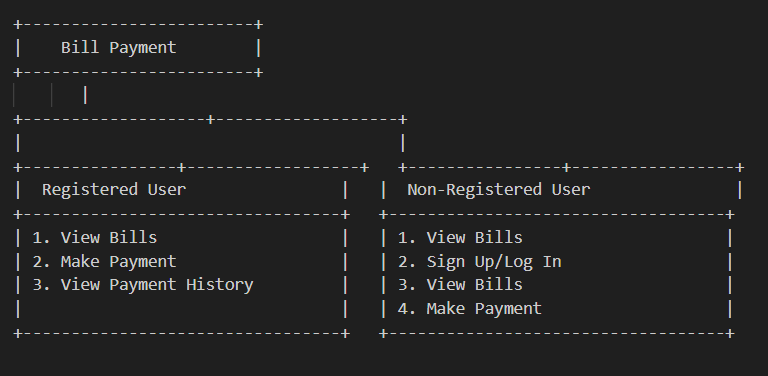 Bill Payment
Registered User
1. View Bills
2. Make Payment
3. View Payment History
Non-Registered User
1. View Bills
2. Sign Up/Log In
3. View Bills
4. Make Payment